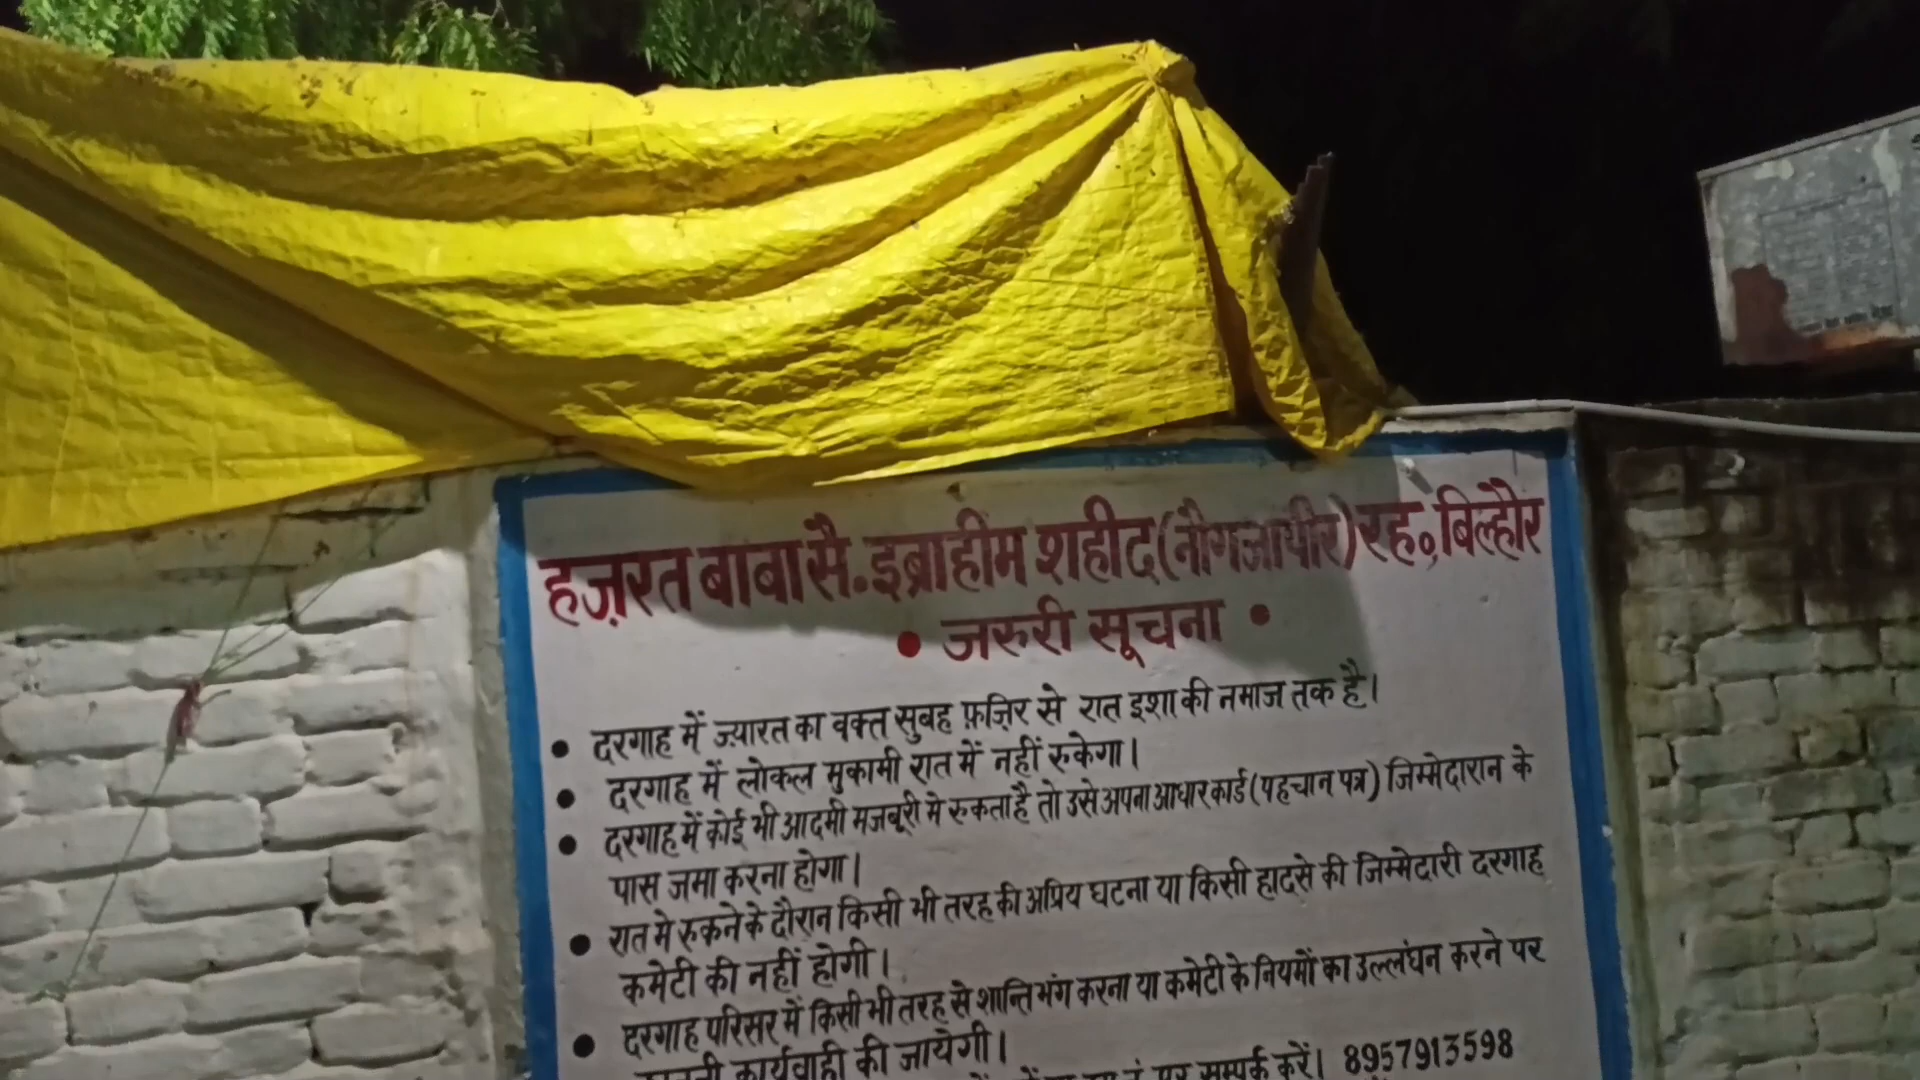 हज़रत बाबा सै. इब्राहीम शहीद (नौगजापीर) रह०, बिल्हौर
• जरुरी सूचना •
• दरगाह में ज्यारत का वक्त सुबह फ़ज़िर से रात इशा की नमाज तक है।
• दरगाह में लोकल मुकामी रात में नहीं रुकेगा।
• दरगाह में कोई भी आदमी मजबूरी मे रुकता है तो उसे अपना आधार कार्ड (पहचान पत्र) जिम्मेदारान के
पास जमा करना होगा।
• रात मे रुकने के दौरान किसी भी तरह की अप्रिय घटना या किसी हादसे की जिम्मेदारी दरगाह
कमेटी की नहीं होगी।
• दरगाह परिसर में किसी भी तरह से शान्ति भंग करना या कमेटी के नियमों का उल्लंघन करने पर
कार्यवाही की जायेगी।
पर सम्पर्क करें। 8957913598